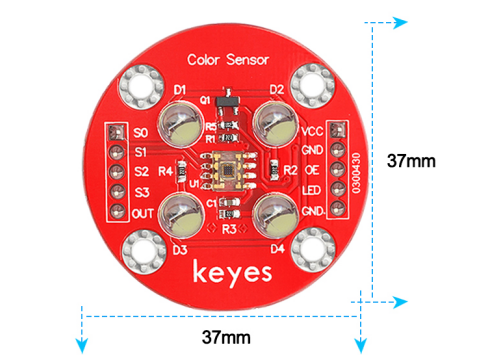 Color Sensor
D1
D2
Q1
S0
S1
S2
S3
OUT
R5
R1
R4
U1
R2
C1
R3
VCC
GND
OE
LED
GND
0300430
D3
D4
keyes
37mm
37mm